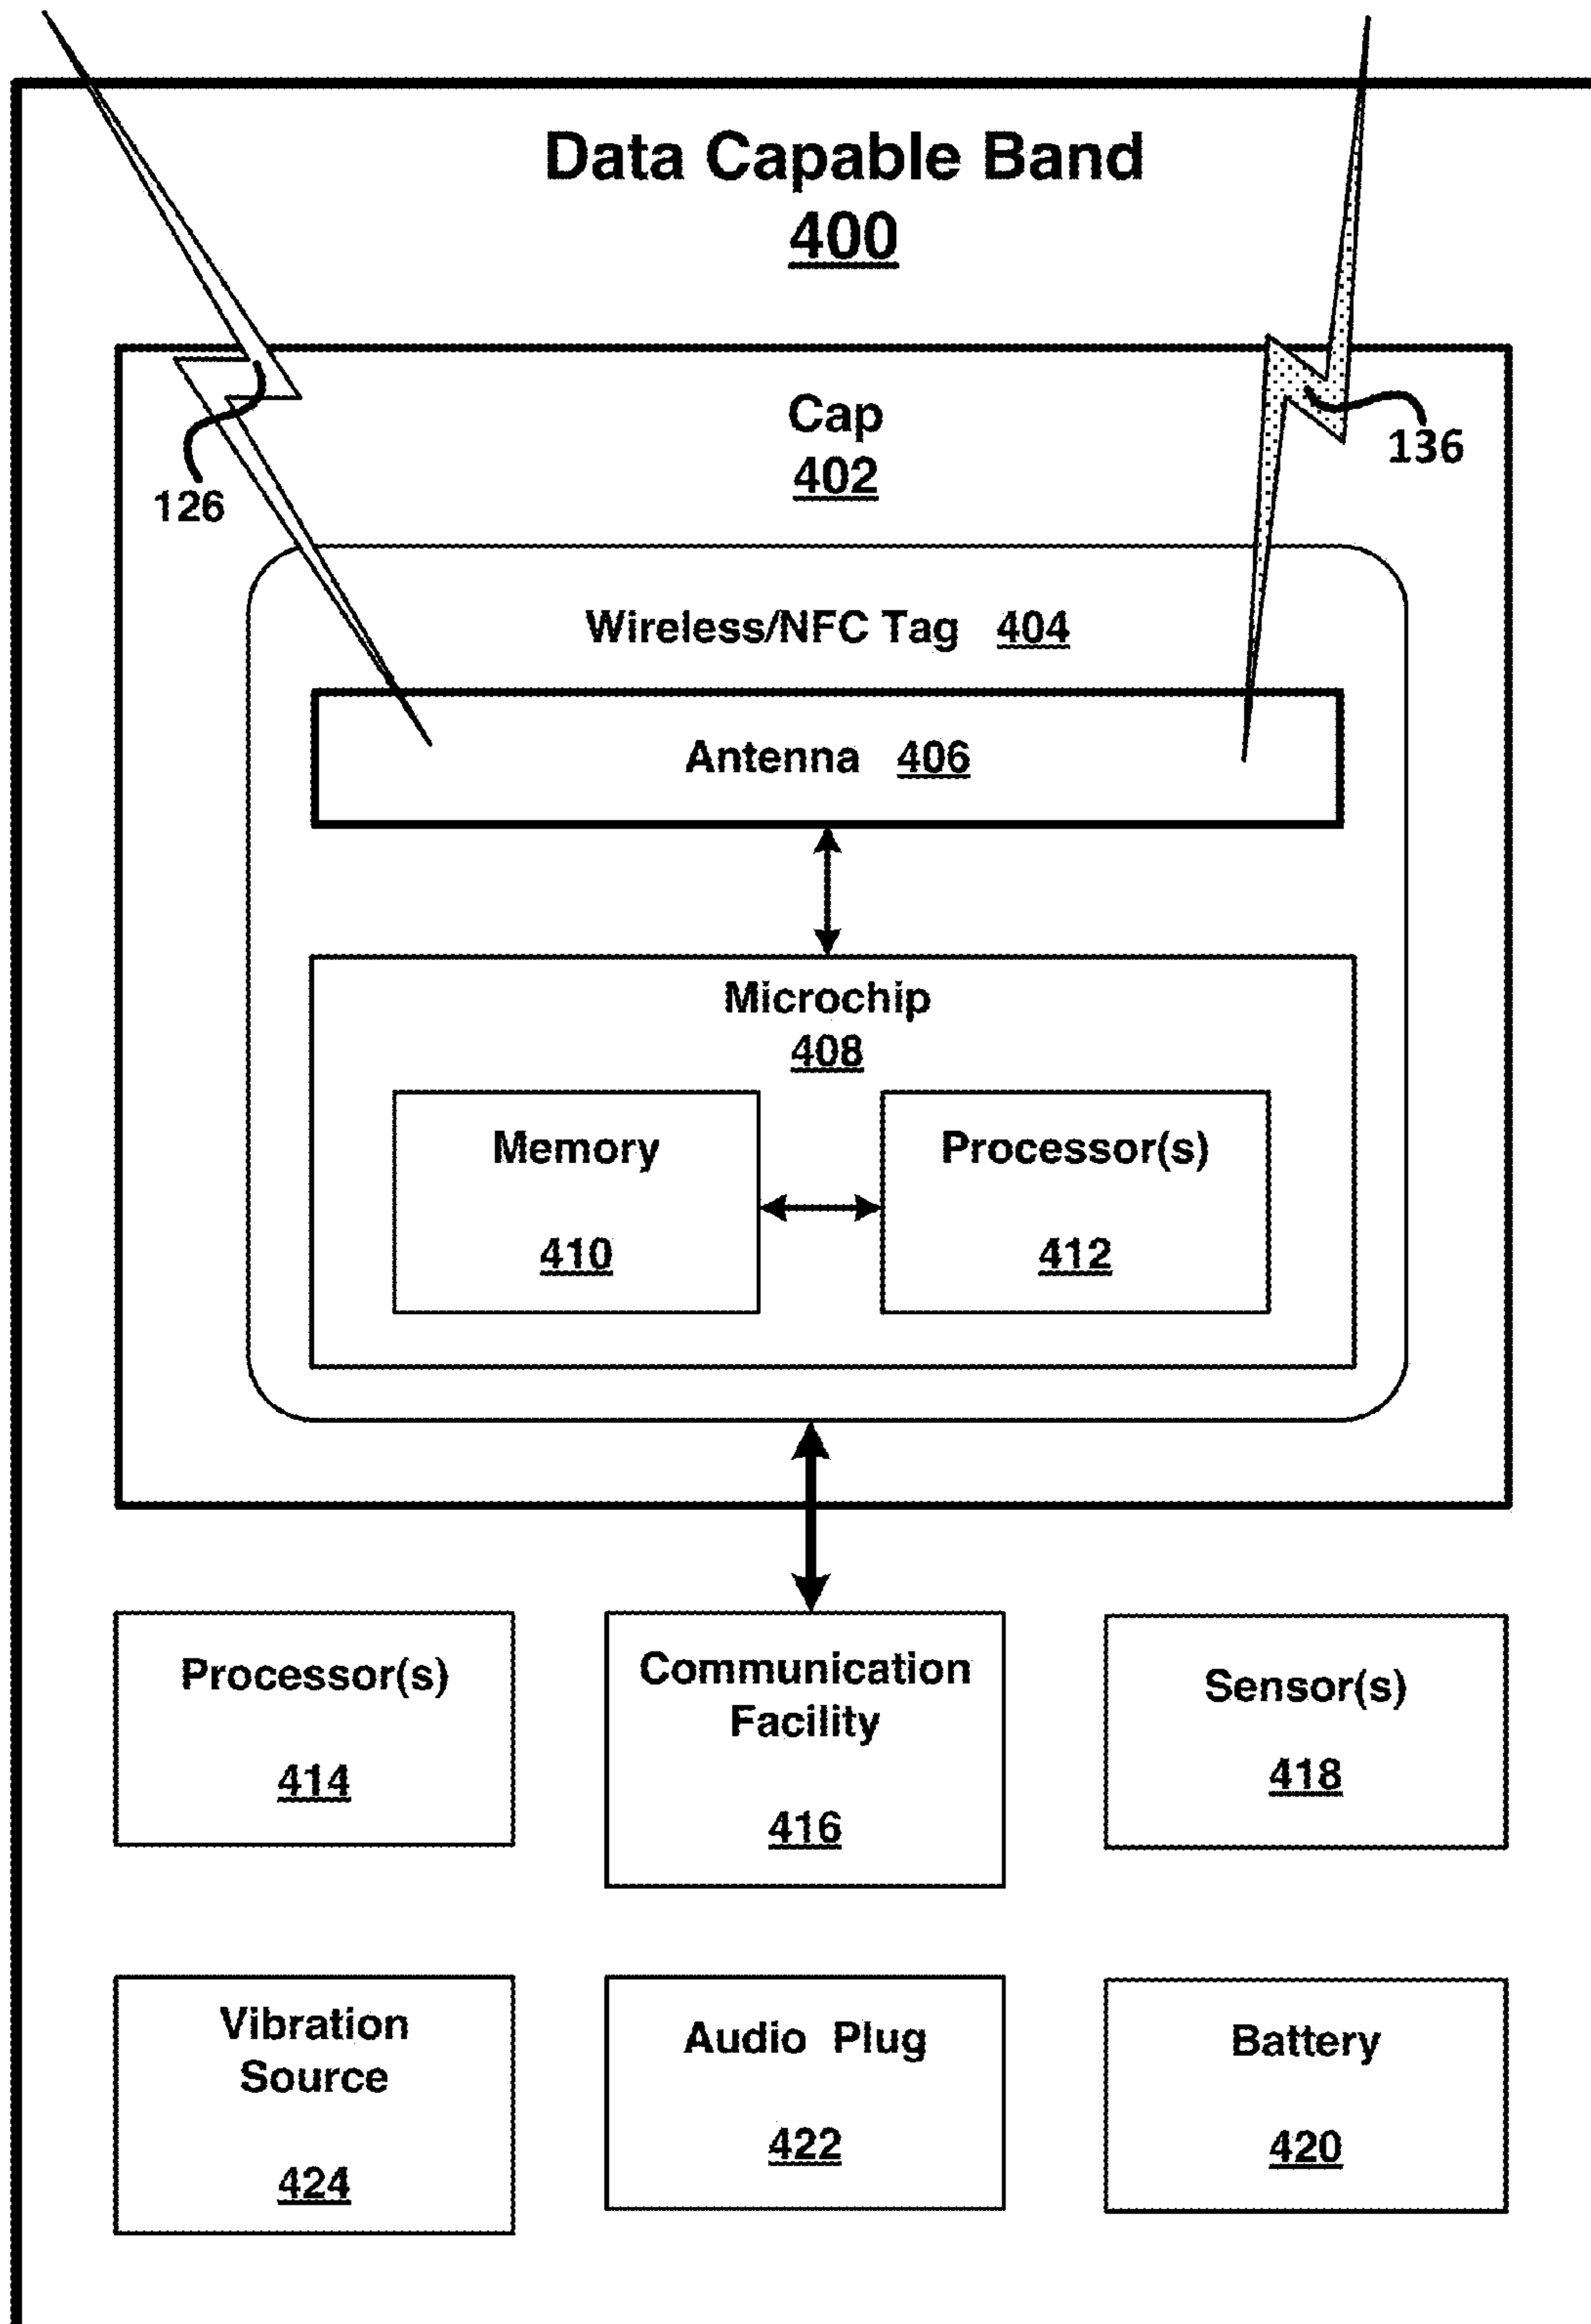 Data Capable Band
400
Cap
402
126
136
Wireless/NFC Tag 404
Antenna 406
Microchip
408
Memory
410
Processor(s)
412
Processor(s)
414
Communication
Facility
416
Sensor(s)
418
Vibration
Source
424
Audio Plug
422
Battery
420